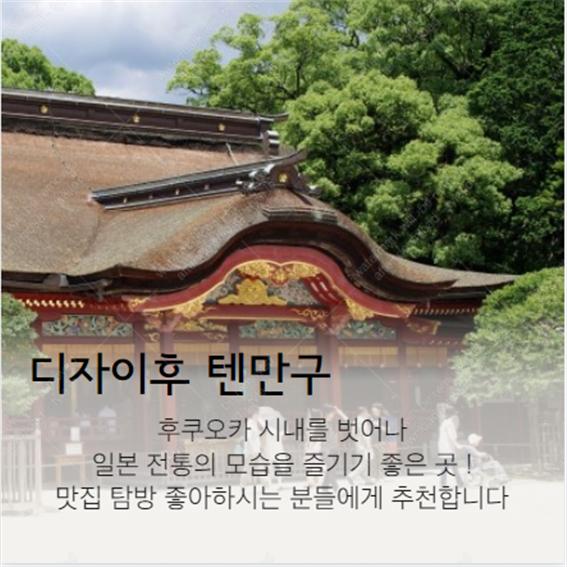 디자이후 텐만구
후쿠오카 시내를 벗어나
일본 전통의 모습을 즐기기 좋은 곳 !
맛집 탐방 좋아하시는 분들에게 추천합니다